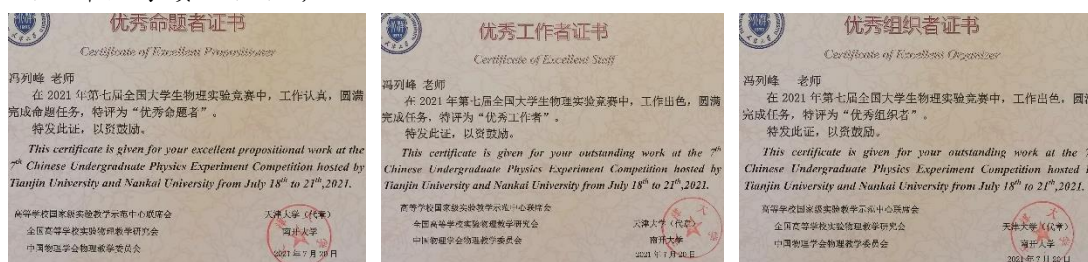 优秀命题者证书
Certificate of Excellent Propositioner
冯列峰 老师
在 2021 年第七届全国大学生物理实验竞赛中，工作认真，圆满
完成命题任务，特评为“优秀命题者”。
特发此证，以资鼓励。
This certificate is given for your excellent propositional work at the
7th Chinese Undergraduate Physics Experiment Competition hosted by
Tianjin University and Nankai University from July 18th to 21th,2021.
高等学校国家级实验教学示范中心联席会
全国高等学校实验物理教学研究会
中国物理学会物理教学委员会
天津大学（代章）
南开大学
2021 年 7 月 20 日
优秀工作者证书
Certificate of Excellent Staff
冯列峰 老师
在 2021 年第七届全国大学生物理实验竞赛中，工作出色，圆满
完成任务，特评为“优秀工作者”。
特发此证，以资鼓励。
This certificate is given for your outstanding work at the 7th
Chinese Undergraduate Physics Experiment Competition hosted by
Tianjin University and Nankai University from July 18th to 21th,2021.
高等学校国家级实验教学示范中心联席会
全国高等学校实验物理教学研究会
中国物理学会物理教学委员会
天津大学（代章）
南开大学
2021 年 7 月 20 日
优秀组织者证书
Certificate of Excellent Organizer
冯列峰 老师
在 2021 年第七届全国大学生物理实验竞赛中，工作出色，圆
完成任务，特评为“优秀组织者”。
特发此证，以资鼓励。
This certificate is given for your outstanding work at the
Chinese Undergraduate Physics Experiment Competition hosted
Tianjin University and Nankai University from July 18th to 21th,2021.
高等学校国家级实验教学示范中心联席会
全国高等学校实验物理教学研究会
中国物理学会物理教学委员会
天津大学（代章）
南开大学
2021 年 7 月 20 日